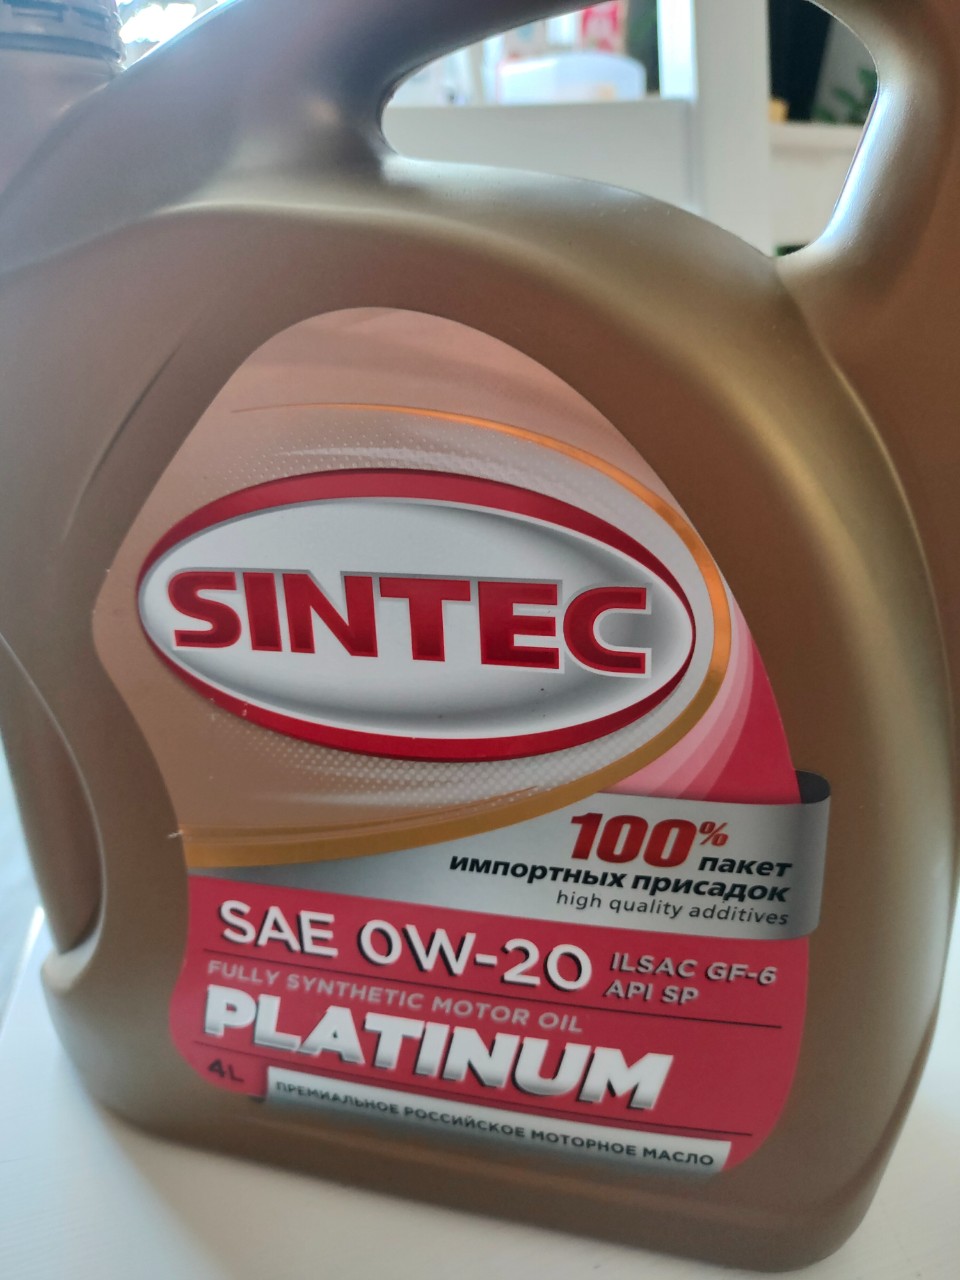 SINTEC
100% пакет
импортных присадок
high quality additives
SAE 0W-20
ILSAC GF-6
API SP
FULLY SYNTHETIC MOTOR OIL
PLATINUM
4L
ПРЕМИАЛЬНОЕ РОССИЙСКОЕ МОТОРНОЕ МАСЛО